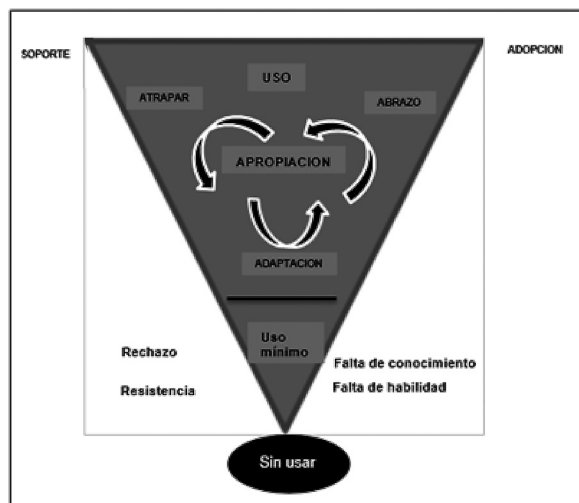 SOPORTE
ADOPCION
USO
ATRAPAR
ABRAZO
APROPIACION
ADAPTACION
Uso
mínimo
Rechazo
Falta de conocimiento
Resistencia
Falta de habilidad
Sin usar